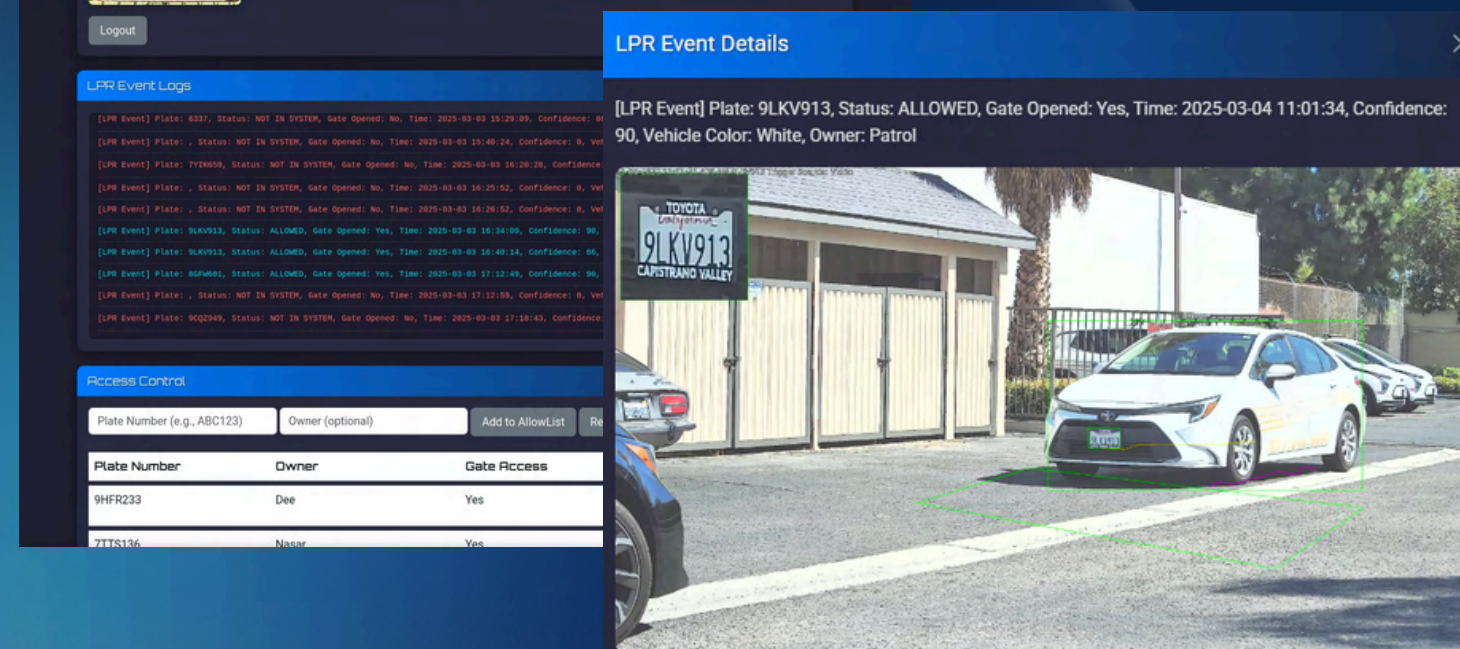 Logout
LPR Event Logs
[LPR Event] Plate: 6337, Status: NOT IN SYSTEM, Gate Opened: No, Time: 2025-03-03 15:29:09, Confidence:
[LPR Event] Plate: , Status: NOT IN SYSTEM, Gate Opened: No, Time: 2025-03-03 15:40:24, Confidence: 0, Veh
[LPR Event] Plate: 7YIK659, Status: NOT IN SYSTEM, Gate Opened: No, Time: 2025-03-03 16:20:28, Confidence:
[LPR Event] Plate: , Status: NOT IN SYSTEM, Gate Opened: No, Time: 2025-03-03 16:25:52, Confidence: 0, Veh
[LPR Event] Plate: , Status: NOT IN SYSTEM, Gate Opened: No, Time: 2025-03-03 16:26:52, Confidence: 0, Veh
[LPR Event] Plate: 9LKV913, Status: ALLOWED, Gate Opened: Yes, Time: 2025-03-03 16:34:09, Confidence: 90,
[LPR Event] Plate: 9LKV913, Status: ALLOWED, Gate Opened: Yes, Time: 2025-03-03 16:40:14, Confidence: 86,
[LPR Event] Plate: 8GFW601, Status: ALLOWED, Gate Opened: Yes, Time: 2025-03-03 17:12:49, Confidence: 90,
[LPR Event] Plate: , Status: NOT IN SYSTEM, Gate Opened: No, Time: 2025-03-03 17:12:59, Confidence: 0, Veh
[LPR Event] Plate: 9CQZ949, Status: NOT IN SYSTEM, Gate Opened: No, Time: 2025-03-03 17:18:43, Confidence:
Access Control
Plate Number (e.g., ABC123) Owner (optional) Add to AllowList Re
Plate Number Owner Gate Access
9HFR233 Dee Yes
7TTS136 Nasar Yes
LPR Event Details
[LPR Event] Plate: 9LKV913, Status: ALLOWED, Gate Opened: Yes, Time: 2025-03-04 11:01:34, Confidence:
90, Vehicle Color: White, Owner: Patrol
TOYOTA
California
9LKV913
CAPISTRANO VALLEY
9LKV913